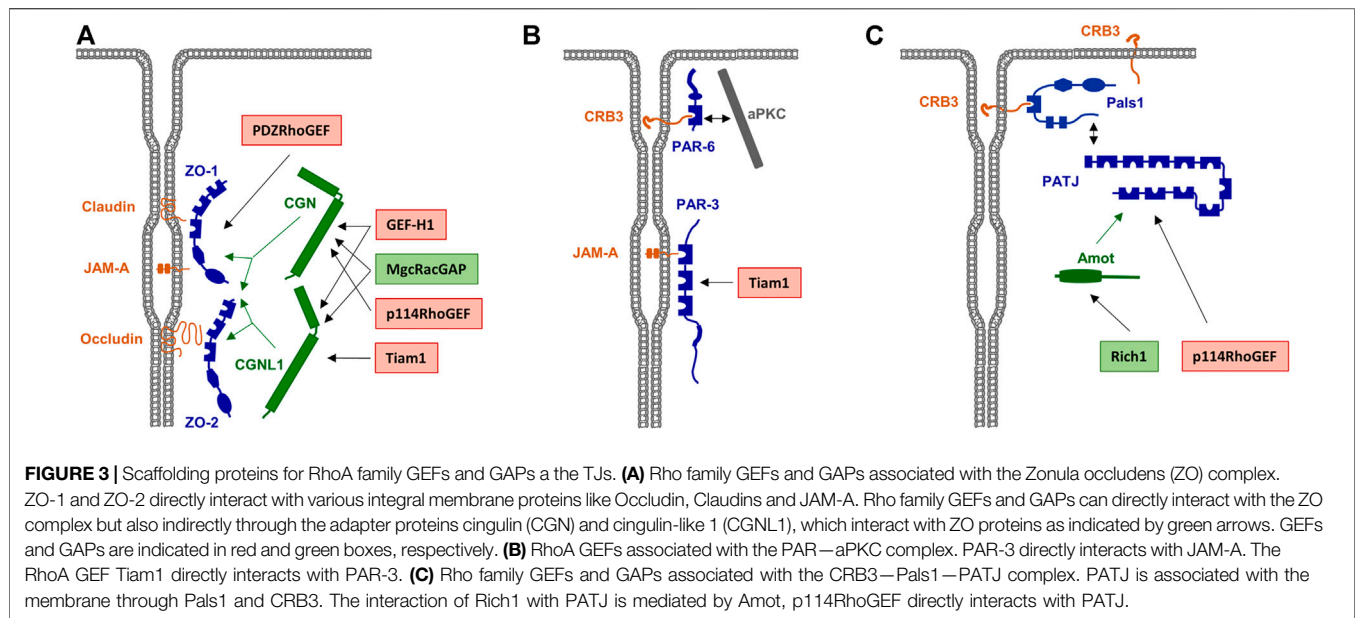 A
PDZRhoGEF
ZO-1
Claudin
CGN
GEF-H1
JAM-A
MgcRacGAP
p114RhoGEF
Occludin
CGNL1
Tiam1
ZO-2
B
CRB3
aPKC
PAR-6
PAR-3
JAM-A
Tiam1
C
CRB3
CRB3
Pals1
PATJ
Amot
Rich1
p114RhoGEF
FIGURE 3 | Scaffolding proteins for RhoA family GEFs and GAPs a the TJs. (A) Rho family GEFs and GAPs associated with the Zonula occludens (ZO) complex.
ZO-1 and ZO-2 directly interact with various integral membrane proteins like Occludin, Claudins and JAM-A. Rho family GEFs and GAPs can directly interact with the ZO
complex but also indirectly through the adapter proteins cingulin (CGN) and cingulin-like 1 (CGNL1), which interact with ZO proteins as indicated by green arrows. GEFs
and GAPs are indicated in red and green boxes, respectively. (B) RhoA GEFs associated with the PAR—aPKC complex. PAR-3 directly interacts with JAM-A. The
RhoA GEF Tiam1 directly interacts with PAR-3. (C) Rho family GEFs and GAPs associated with the CRB3—Pals1—PATJ complex. PATJ is associated with the
membrane through Pals1 and CRB3. The interaction of Rich1 with PATJ is mediated by Amot, p114RhoGEF directly interacts with PATJ.